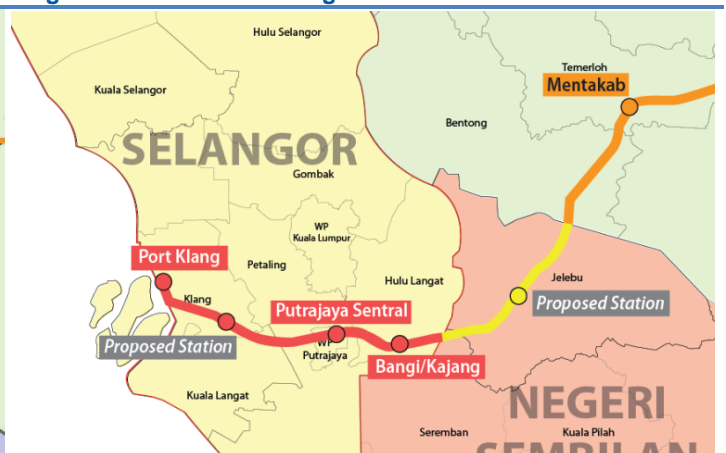 Hulu Selangor
Temerloh
Mentakab
Kuala Selangor
Bentong
SELANGOR
Gombak
WP
Kuala Lumpur
Port Klang
Petaling
Hulu Langat
Jelebu
Klang
Putrajaya Sentral
Proposed Station
Proposed Station
WP
Putrajaya
Bangi/Kajang
Kuala Langat
NEGERI
Seremban
Kuala Pilah
SEMBILAN